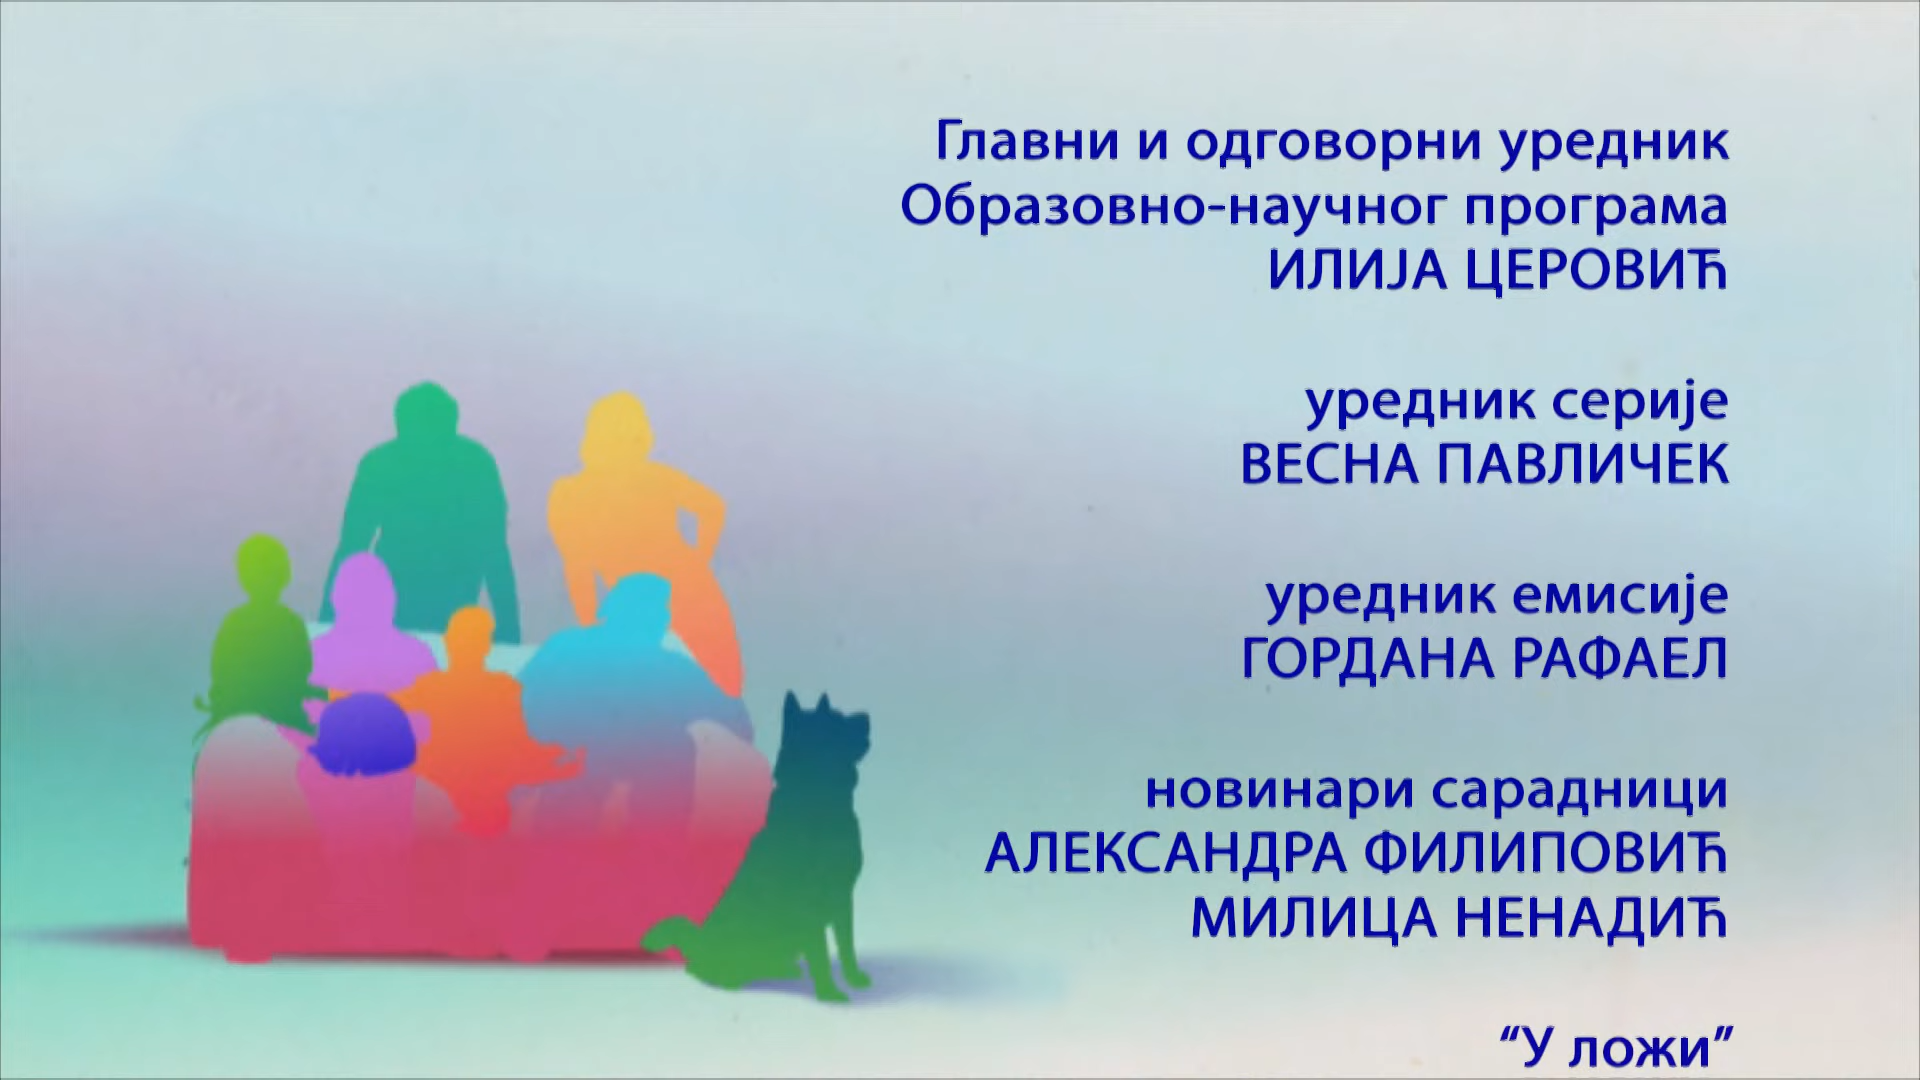 Главни и одговорни уредник
Образовно-научног програма
ИЛИЈА ЦЕРОВИЋ
уредник серије
ВЕСНА ПАВЛИЧЕК
уредник емисије
ГОРДАНА РАФАЕЛ
новинари сарадници
АЛЕКСАНДРА ФИЛИПОВИЋ
МИЛИЦА НЕНАДИЋ
“У ложи”